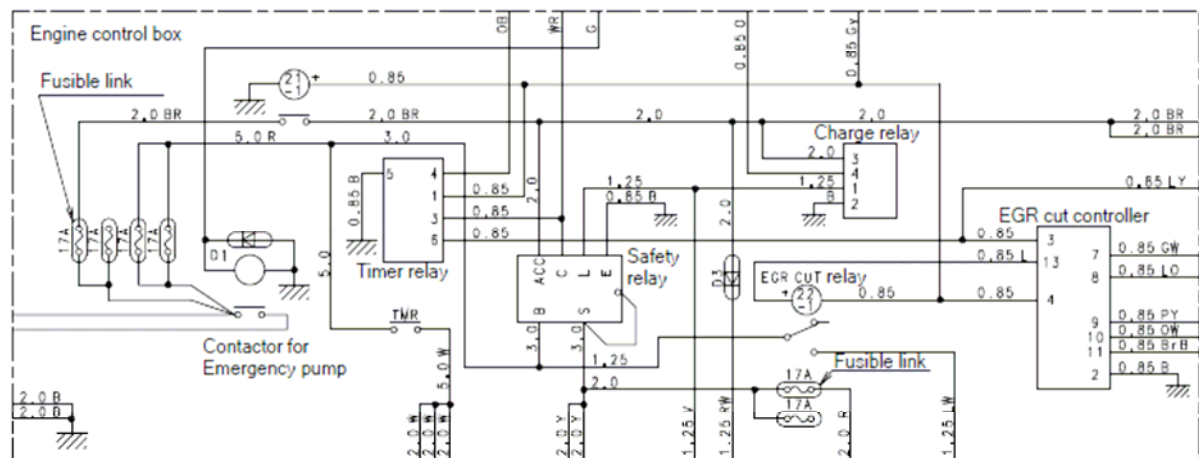 Engine control box
Fusible link
OB
WR
G
0.85 O
0.85 Gy
21
-1
+
0.85
2.0 BR
2.0
2.0 BR
2.0 BR
5.0 R
3.0
Charge relay
2.0
3
4
1.25
1
B
2
5
4
1
3
6
0.85 B
0.85
0.85
2.0
1.25
0.85 B
2.0
0.85 LY
EGR cut controller
17A
17A
17A
17A
D1
Timer relay
5.0
ACC
C
L
E
B
S
Safety relay
D3
EGR CUT relay
+
22
-1
0.85
0.85
3
0.85 L
13
0.85
4
7
0.85 GW
8
0.85 LO
9
0.85 PY
10
0.85 OW
11
0.85 BrB
2
0.85 B
Contactor for
Emergency pump
TWR
5.0 W
3.0
3.0
1.25
2.0
17A
17A
Fusible link
2.0 B
2.0 B
2.0 W
2.0 W
2.0 W
2.0 Y
2.0 Y
1.25 V
1.25 RW
2.0 R
1.25 LW